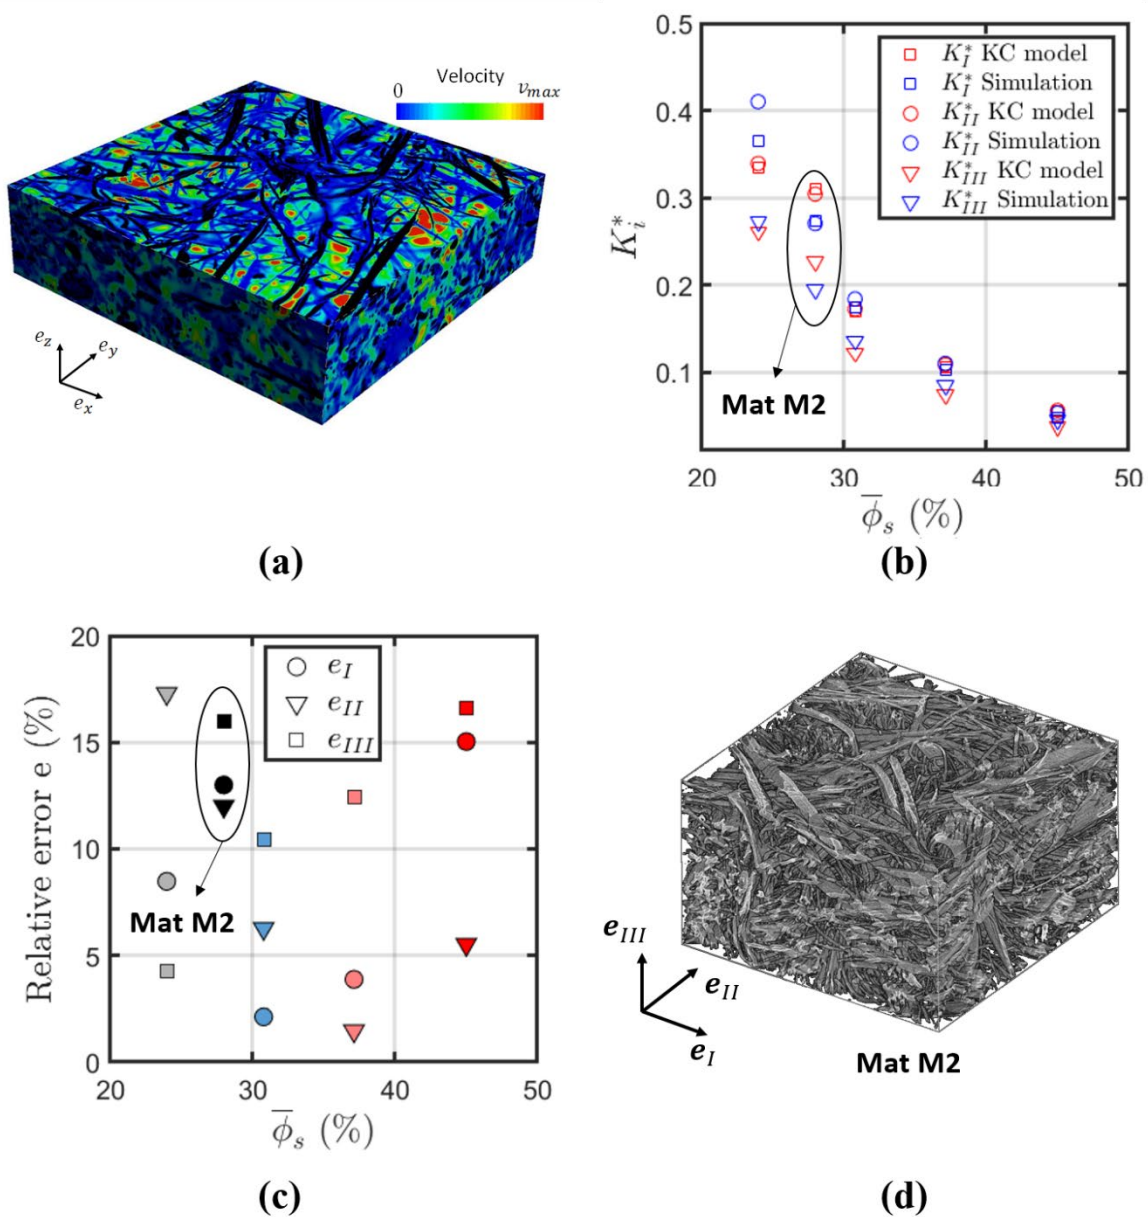 Velocity
0
v_max
e_z
e_y
e_x
(a)
0.5
0.4
0.3
0.2
0.1
K_i^*
K_I^* KC model
K_I^* Simulation
K_II^* KC model
K_II^* Simulation
K_III^* KC model
K_III^* Simulation
Mat M2
20 30 40 50
ϕ̅_s (%)
(b)
20
15
10
5
0
Relative error e (%)
e_I
e_II
e_III
Mat M2
20 30 40 50
ϕ̅_s (%)
(c)
e_III
e_II
e_I
Mat M2
(d)